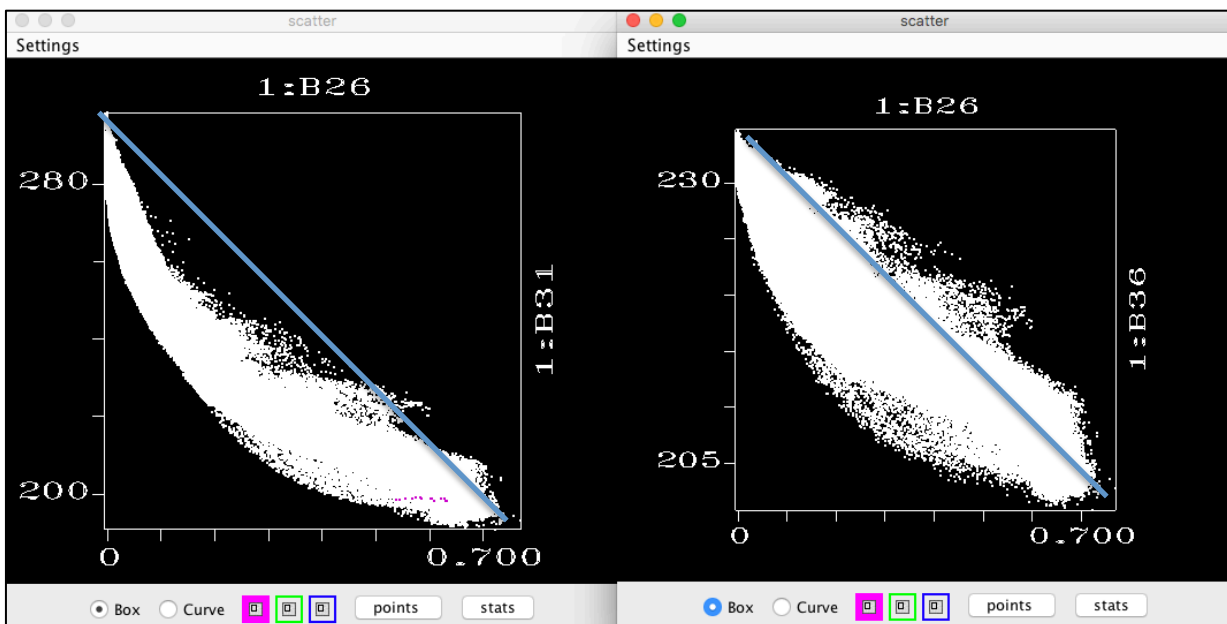 scatter
Settings
1:B26
280
200
0
0.700
1:B31
Box
Curve
points
stats
scatter
Settings
1:B26
230
205
0
0.700
1:B36
Box
Curve
points
stats